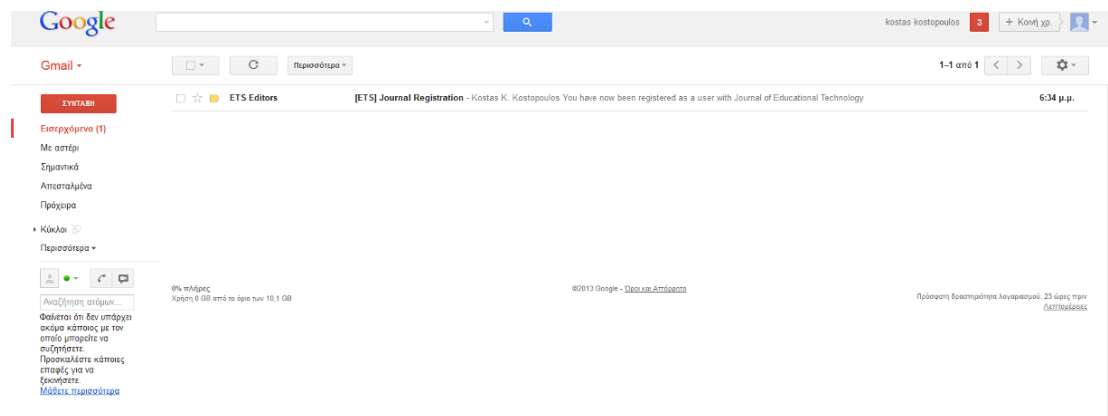 Google
kostas kostopoulos 3 + Κοινή χρ.
Gmail
Περισσότερα
1–1 από 1
ΣΥΝΤΑΞΗ
ETS Editors [ETS] Journal Registration - Kostas K. Kostopoulos You have now been registered as a user with Journal of Educational Technology 6:34 μ.μ.
Εισερχόμενα (1)
Με αστέρι
Σημαντικά
Απεσταλμένα
Πρόχειρα
Κύκλοι
Περισσότερα
Αναζήτηση ατόμων...
Φαίνεται ότι δεν υπάρχει
ακόμα κάποιος με τον
οποίο μπορείτε να
συζητήσετε.
Προσκαλέστε κάποιες
επαφές για να
ξεκινήσετε.
Μάθετε περισσότερα
0% πλήρες
Χρήση 0 GB από το όριο των 10,1 GB
©2013 Google - Όροι και Απόρρητο
Πρόσφατη δραστηριότητα λογαριασμού: 23 ώρες πριν
Λεπτομέρειες